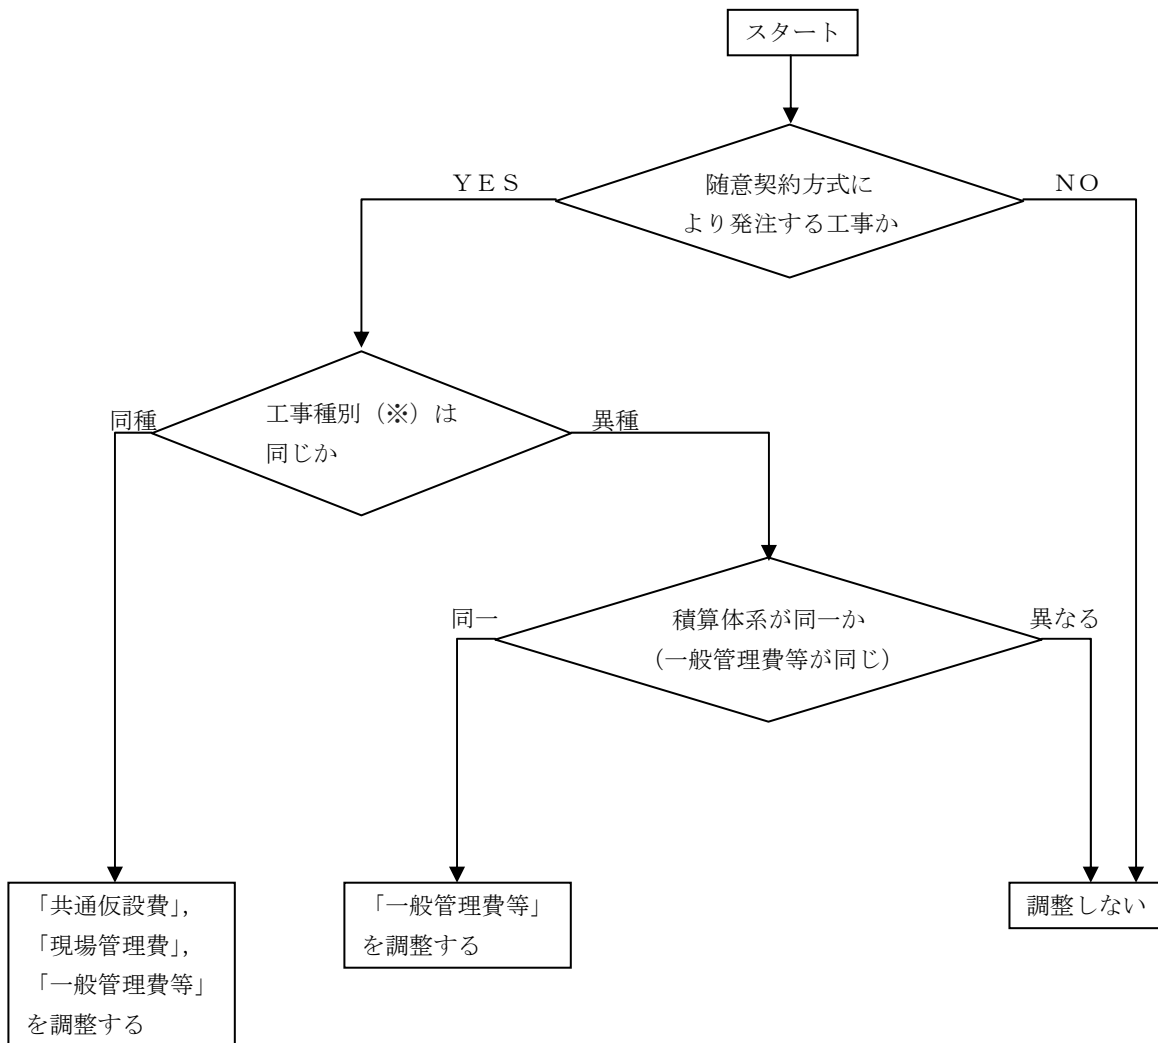 スタート
随意契約方式に
より発注する工事か
ＹＥＳ
ＮＯ
工事種別（※）は
同じか
同種
異種
積算体系が同一か
（一般管理費等が同じ）
同一
異なる
「共通仮設費」，
「現場管理費」，
「一般管理費等」
を調整する
「一般管理費等」
を調整する
調整しない